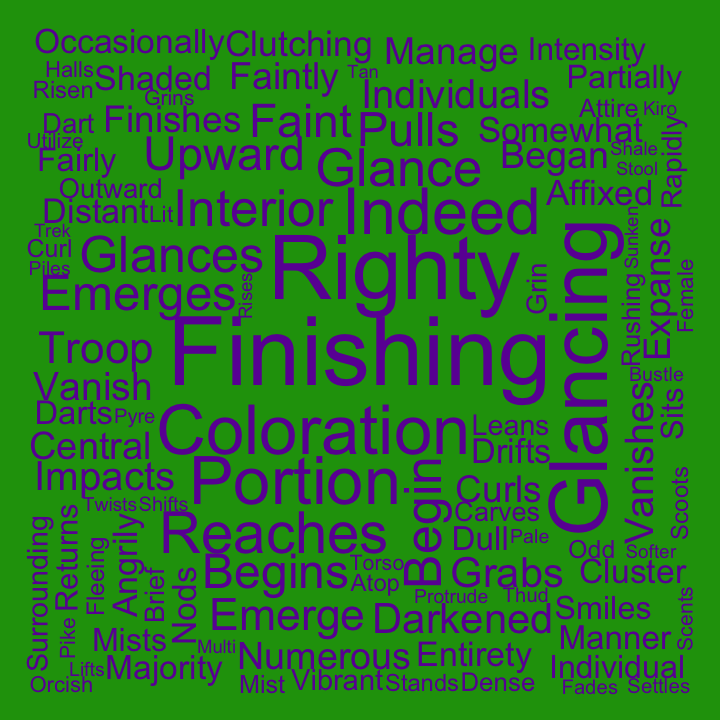 Occasionally Clutching Manage Intensity
Halls Shaded Faintly Tan Individuals Partially
Risen Grins Attire Kiro
Dart Finishes Faint Pulls Somewhat Rapidly
Utilize Fairly Upward Glance Began Shale
Outward Stool
Distant Lit Interior Indeed Affixed
Trek Curl Glances Righty Glancing Sunken
Piles Rises Grin Rushing Expanse Female
Emerges
Troop Finishing
Vanish Bustle
Darts Pyre Coloration Leans Vanishes Sits
Central Drifts
Impacts Portion Begin Curls Scoots
Twists Shifts Carves
Surrounding Returns Fleeing Angrily Reaches Dull Pale Odd Softer
Brief Nods Begins Torso Atop Grabs Cluster
Protrude Thud
Pike Mists Emerge Darkened Smiles Scents
Multi Manner
Lifts Majority Numerous Entirety Individual
Orcish Mist Vibrant Stands Dense Fades Settles